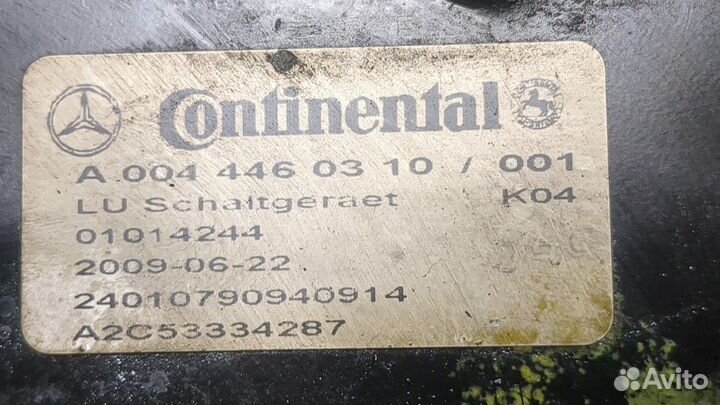 Continental
A 004 446 03 10 / 001
LU Schaltgeraet K04
01014244
2009-06-22
24010790940914
A2C53334287
Avito